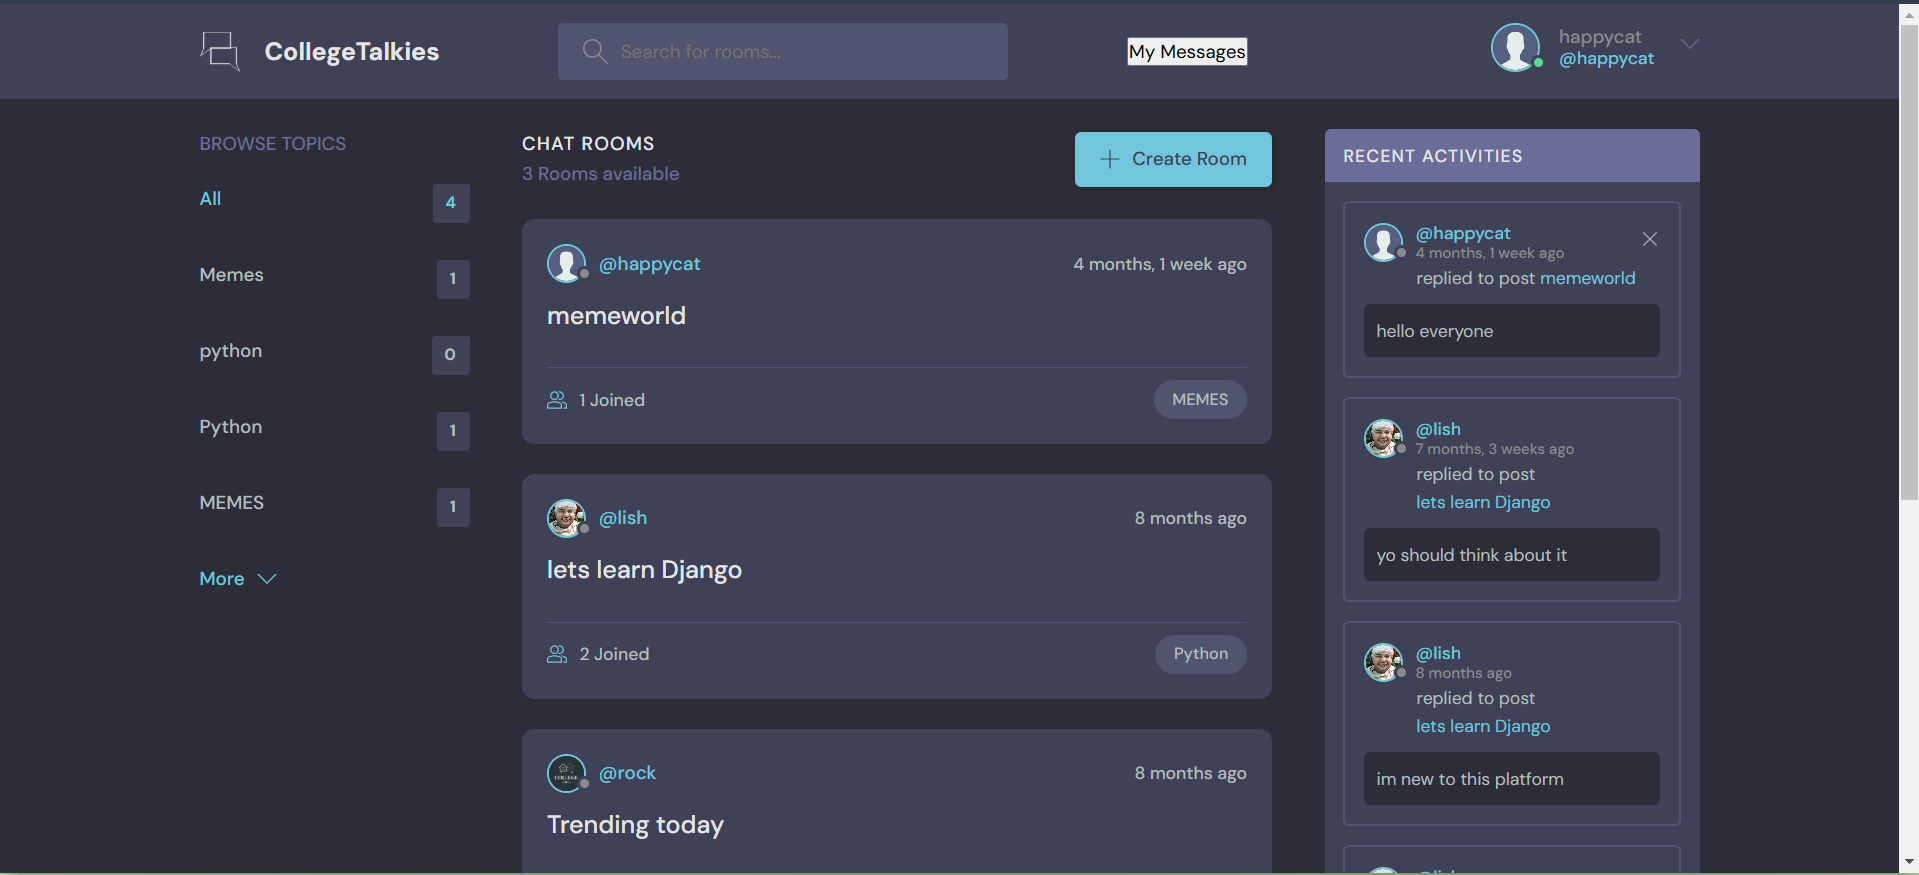 CollegeTalkies
Search for rooms...
My Messages
happycat
@happycat
BROWSE TOPICS
All
4
Memes
1
python
0
Python
1
MEMES
1
More
CHAT ROOMS
3 Rooms available
Create Room
@happycat
4 months, 1 week ago
memeworld
1 Joined
MEMES
@lish
8 months ago
lets learn Django
2 Joined
Python
@rock
8 months ago
Trending today
RECENT ACTIVITIES
@happycat
4 months, 1 week ago
replied to post memeworld
hello everyone
@lish
7 months, 3 weeks ago
replied to post
lets learn Django
yo should think about it
@lish
8 months ago
replied to post
lets learn Django
im new to this platform